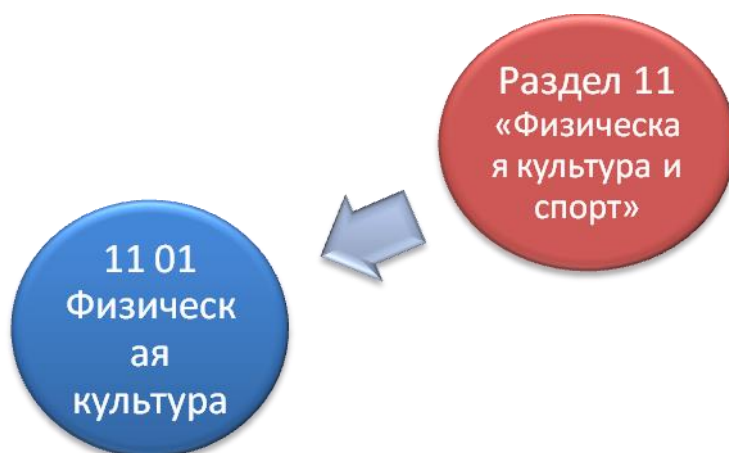 Раздел 11
«Физическа
я культура и
спорт»
11 01
Физическ
ая
культура